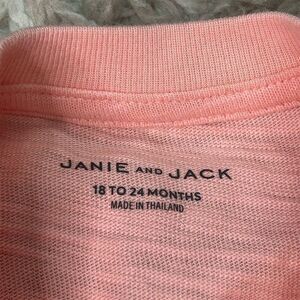 JANIE AND JACK
18 TO 24 MONTHS
MADE IN THAILAND